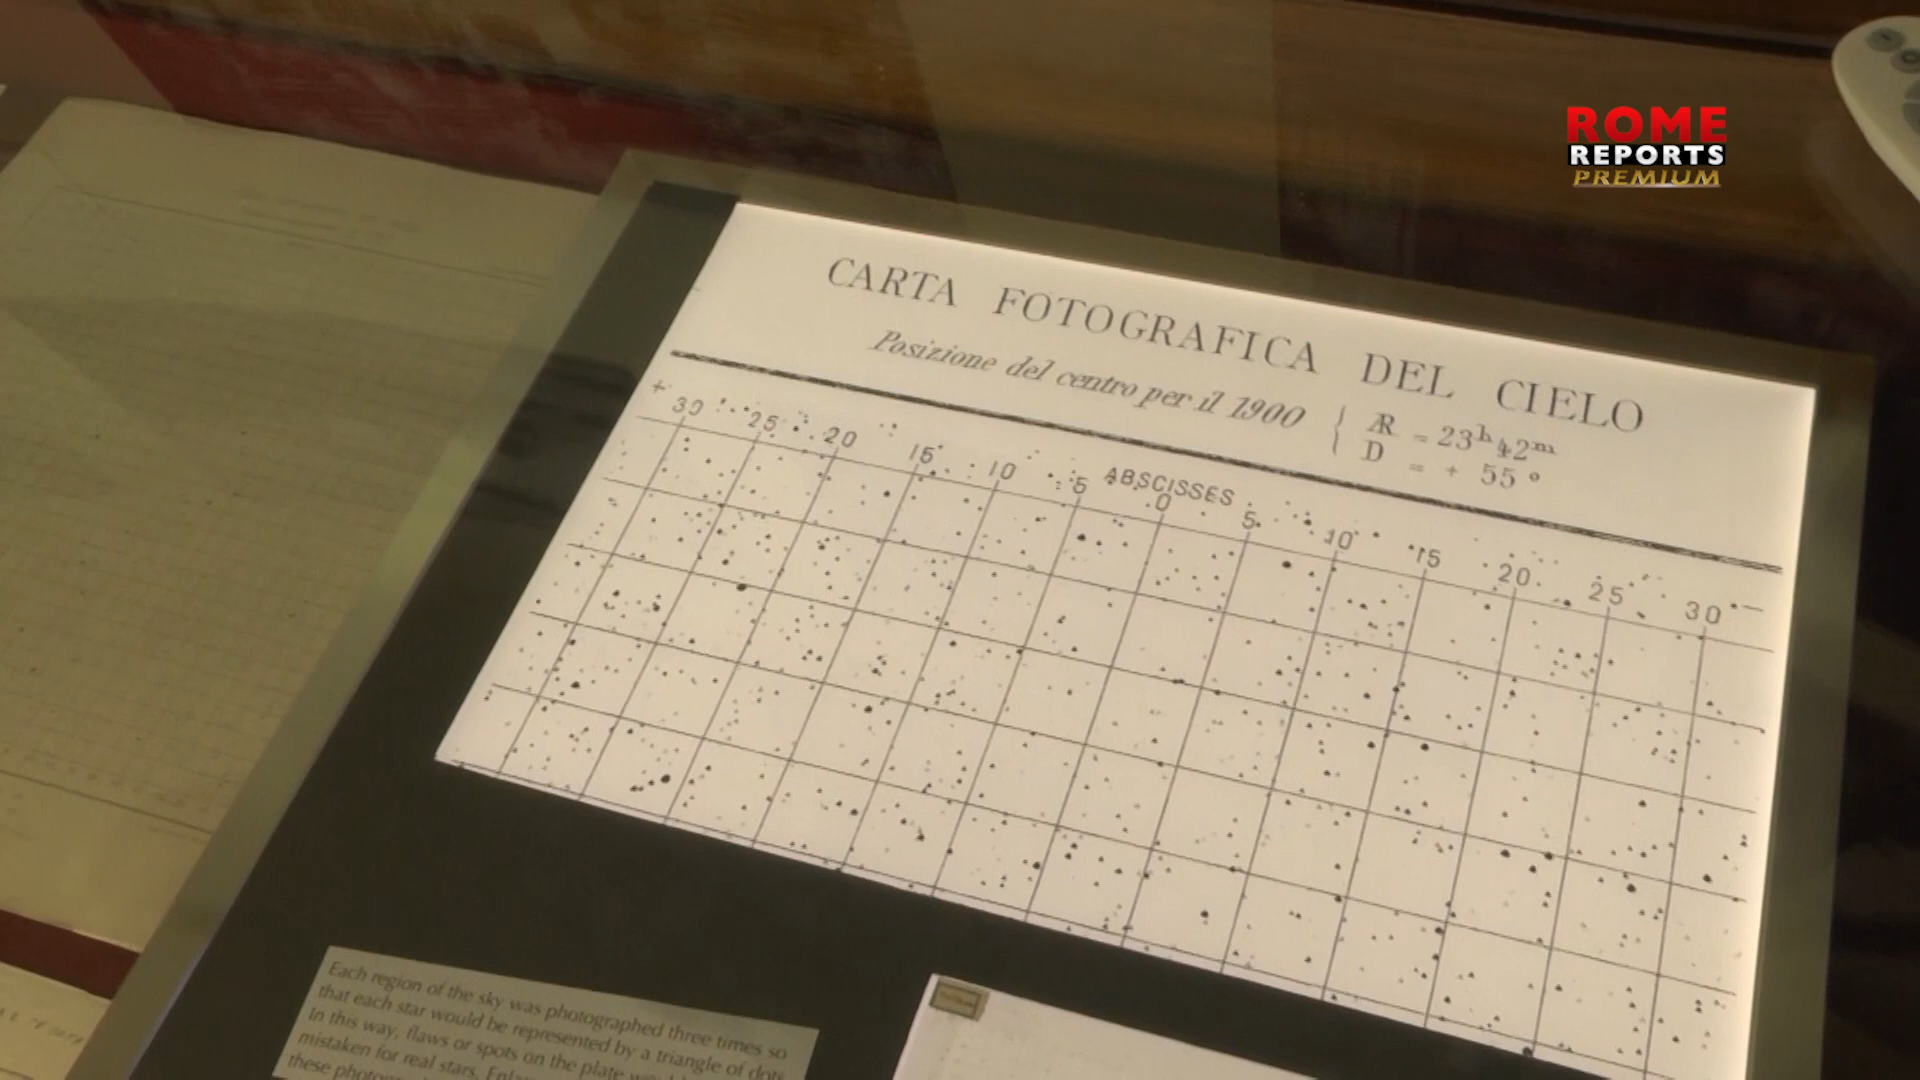 ROME
REPORTS
PREMIUM
CARTA FOTOGRAFICA DEL CIELO
Posizione del centro per il 1900 { ÆR = 23ʰ 42ᵐ
D = + 55°
ABSCISSES
+ 30 25 20 15 10 5 0 5 10 15 20 25 30 −
Each region of the sky was photographed three times so
that each star would be represented by a triangle of dots
In this way, flaws or spots on the plate
mistaken for real stars.
these